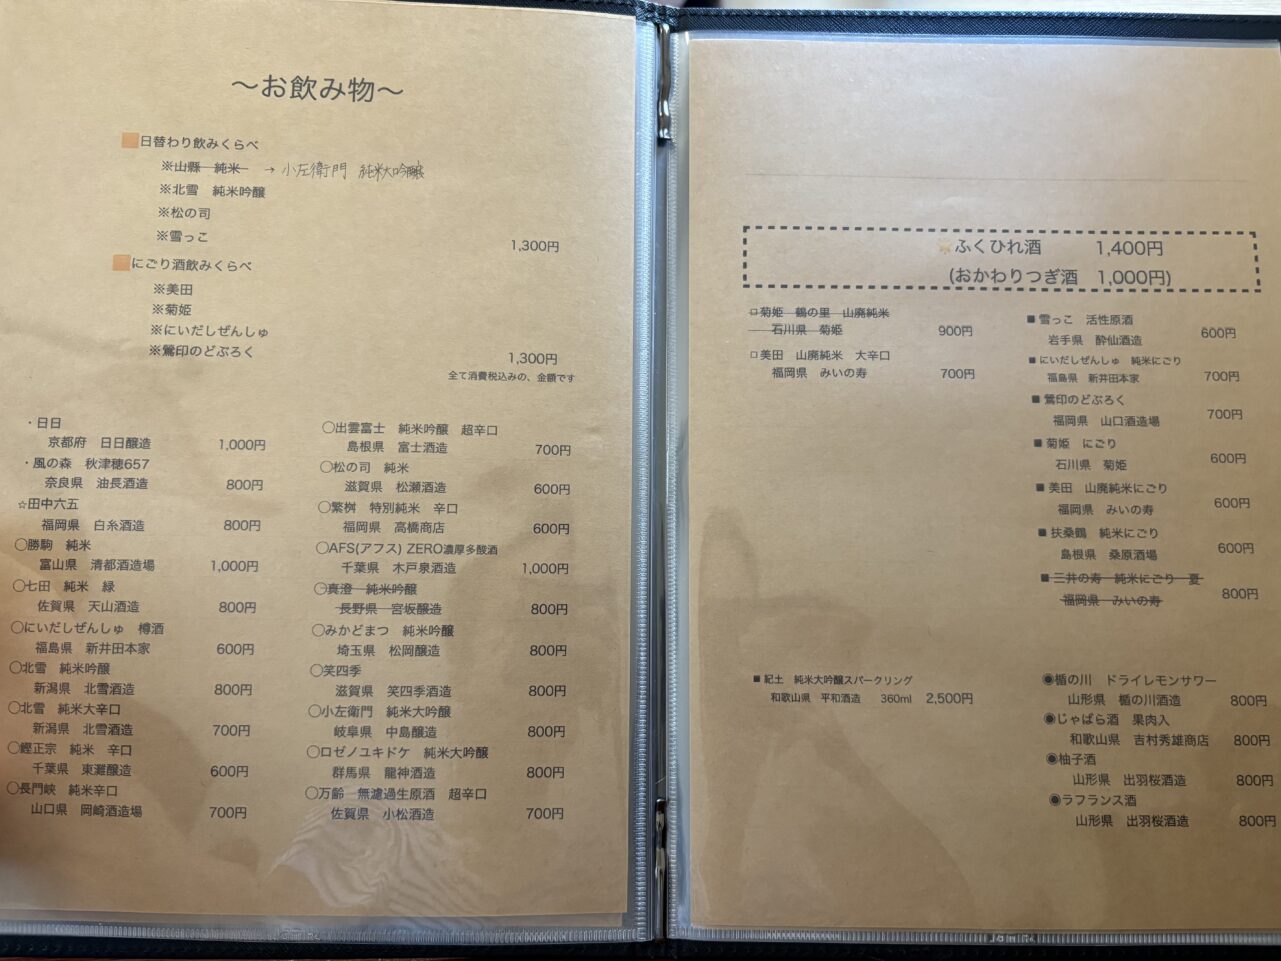 ～お飲み物～
日替わり飲みくらべ
※山縣　純米　→ 小左衛門　純米大吟醸
※北雪　純米吟醸
※松の司
※雪っこ
1,300円
にごり酒飲みくらべ
※美田
※菊姫
※にいだしぜんしゅ
※鶯印のどぶろく
1,300円
全て消費税込みの、金額です
・日日
京都府　日日醸造　1,000円
・風の森　秋津穂657
奈良県　油長酒造　800円
☆田中六五
福岡県　白糸酒造　800円
○勝駒　純米
富山県　清都酒造場　1,000円
○七田　純米　緑
佐賀県　天山酒造　800円
○にいだしぜんしゅ　樽酒
福島県　新井田本家　600円
○北雪　純米吟醸
新潟県　北雪酒造　800円
○北雪　純米大辛口
新潟県　北雪酒造　700円
○鰹正宗　純米　辛口
千葉県　東灘醸造　600円
○長門峡　純米辛口
山口県　岡崎酒造場　700円
○出雲富士　純米吟醸　超辛口
島根県　富士酒造　700円
○松の司　純米
滋賀県　松瀬酒造　600円
○繁桝　特別純米　辛口
福岡県　高橋商店　600円
○AFS(アフス) ZERO濃厚多酸酒
千葉県　木戸泉酒造　1,000円
○真澄　純米吟醸
長野県　宮坂醸造　800円
○みかどまつ　純米吟醸
埼玉県　松岡醸造　800円
○笑四季
滋賀県　笑四季酒造　800円
○小左衛門　純米大吟醸
岐阜県　中島醸造　800円
○ロゼノユキドケ　純米大吟醸
群馬県　龍神酒造　800円
○万齢　無濾過生原酒　超辛口
佐賀県　小松酒造　700円
ふくひれ酒　1,400円
(おかわりつぎ酒　1,000円)
□菊姫　鶴の里　山廃純米
石川県　菊姫　900円
□美田　山廃純米　大辛口
福岡県　みいの寿　700円
■雪っこ　活性原酒
岩手県　酔仙酒造　600円
■にいだしぜんしゅ　純米にごり
福島県　新井田本家　700円
■鶯印のどぶろく
福岡県　山口酒造場　700円
■菊姫　にごり
石川県　菊姫　600円
■美田　山廃純米にごり
福岡県　みいの寿　600円
■扶桑鶴　純米にごり
島根県　桑原酒場　600円
■三井の寿　純米にごり　夏
福岡県　みいの寿　800円
■紀土　純米大吟醸スパークリング
和歌山県　平和酒造　360ml　2,500円
◉楯の川　ドライレモンサワー
山形県　楯の川酒造　800円
◉じゃばら酒　果肉入
和歌山県　吉村秀雄商店　800円
◉柚子酒
山形県　出羽桜酒造　800円
◉ラフランス酒
山形県　出羽桜酒造　800円